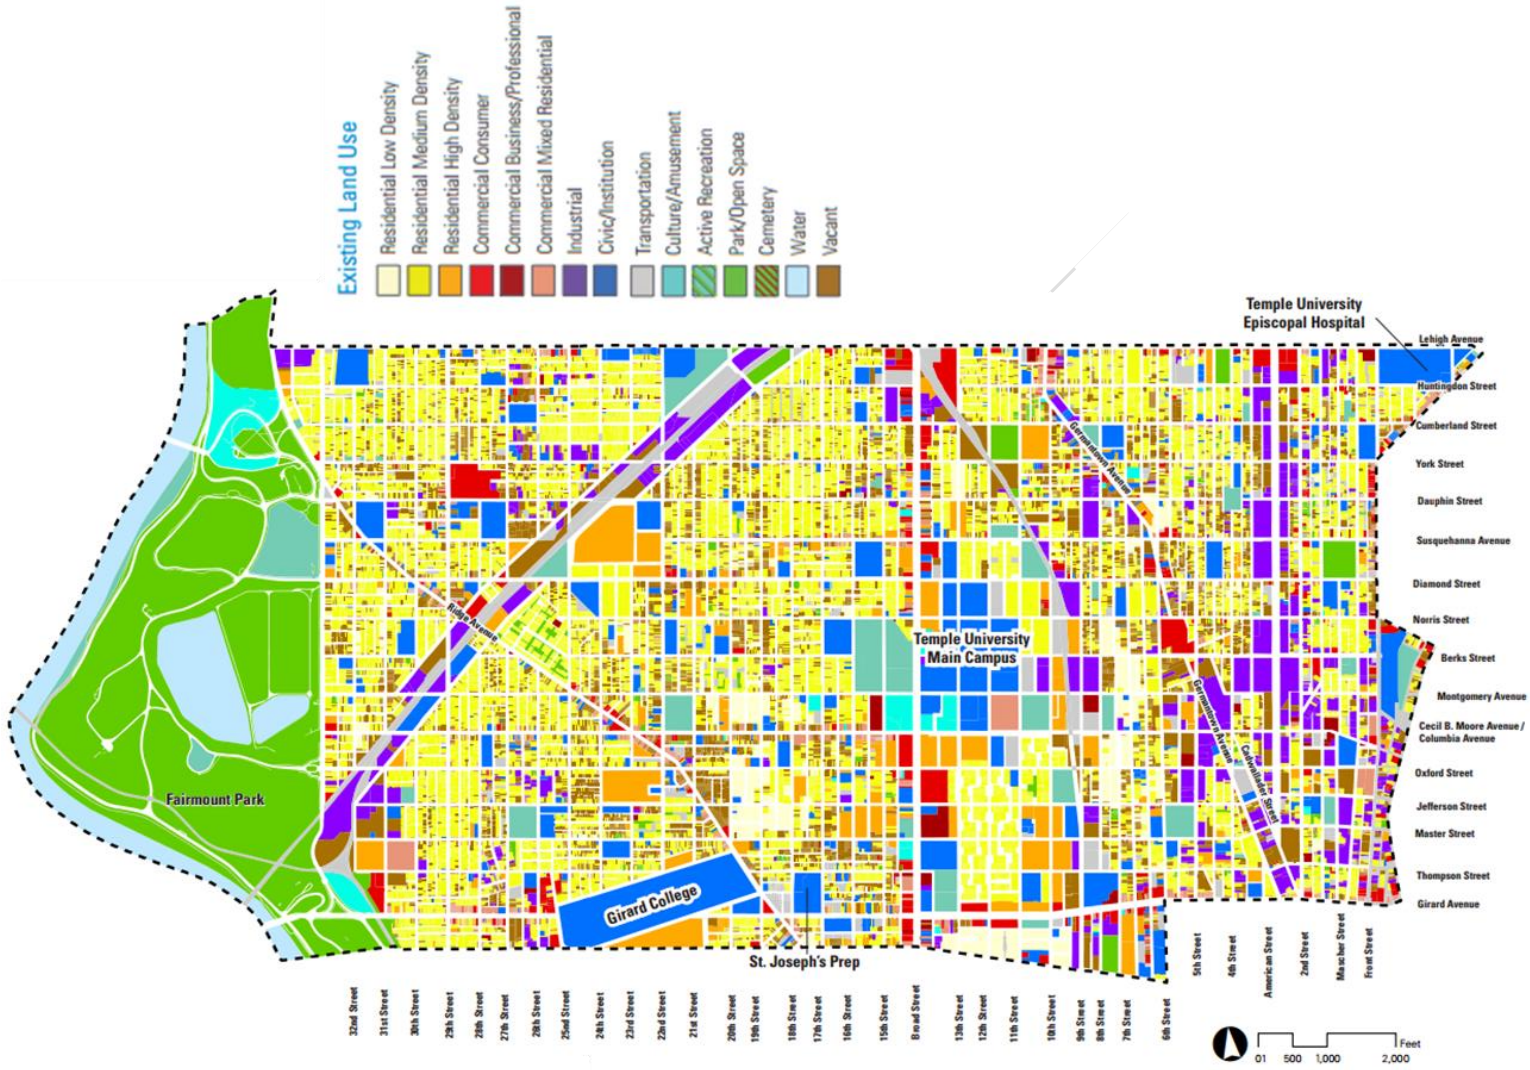 Existing Land Use
Residential Low Density
Residential Medium Density
Residential High Density
Commercial Consumer
Commercial Business/Professional
Commercial Mixed Residential
Industrial
Civic/Institution
Transportation
Culture/Amusement
Active Recreation
Park/Open Space
Cemetery
Water
Vacant
Temple University
Episcopal Hospital
Lehigh Avenue
Huntingdon Street
Cumberland Street
York Street
Dauphin Street
Susquehanna Avenue
Diamond Street
Norris Street
Berks Street
Montgomery Avenue
Cecil B. Moore Avenue /
Columbia Avenue
Oxford Street
Jefferson Street
Master Street
Thompson Street
Girard Avenue
Germantown Avenue
Ridge Avenue
Temple University
Main Campus
Germantown Avenue
Cadwallader Street
Fairmount Park
Girard College
St. Joseph's Prep
32nd Street
31st Street
30th Street
29th Street
28th Street
27th Street
26th Street
25nd Street
24th Street
23rd Street
22nd Street
21st Street
20th Street
19th Street
18th Street
17th Street
16th Street
15th Street
Broad Street
13th Street
12th Street
11th Street
10th Street
9th Street
8th Street
7th Street
6th Street
5th Street
4th Street
American Street
2nd Street
Mascher Street
Front Street
01 500 1,000 2,000
Feet